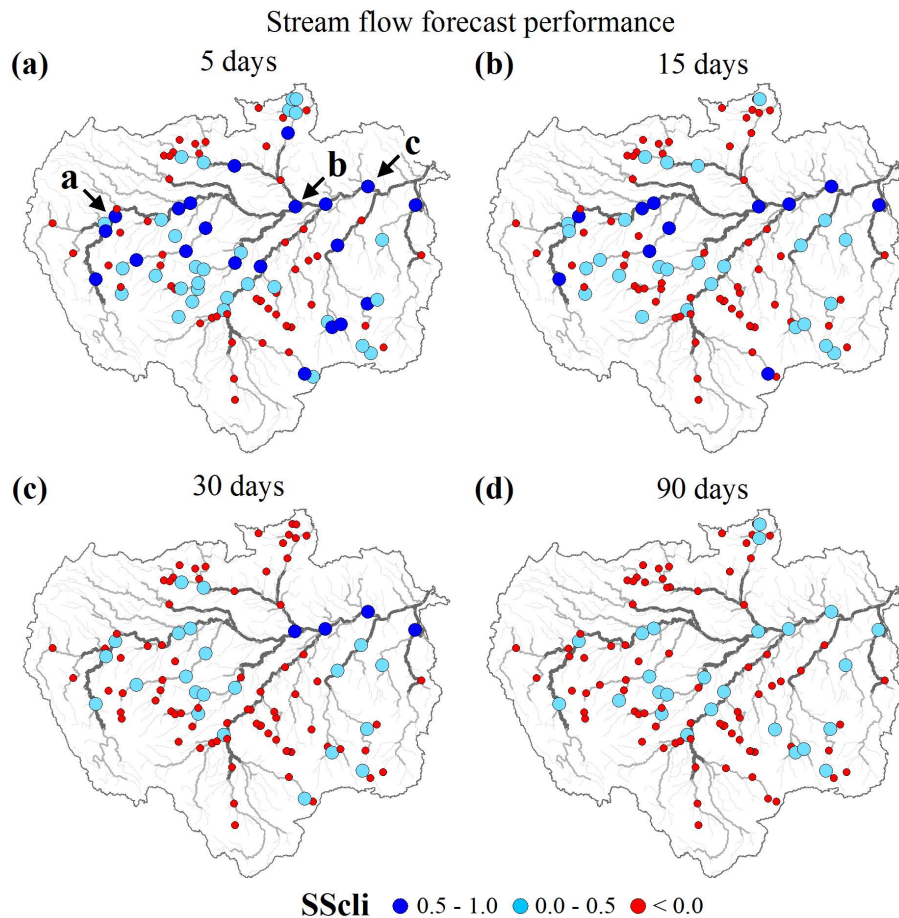 Stream flow forecast performance
(a) 5 days (b) 15 days
a b c
(c) 30 days (d) 90 days
SScli 0.5 - 1.0 0.0 - 0.5 < 0.0